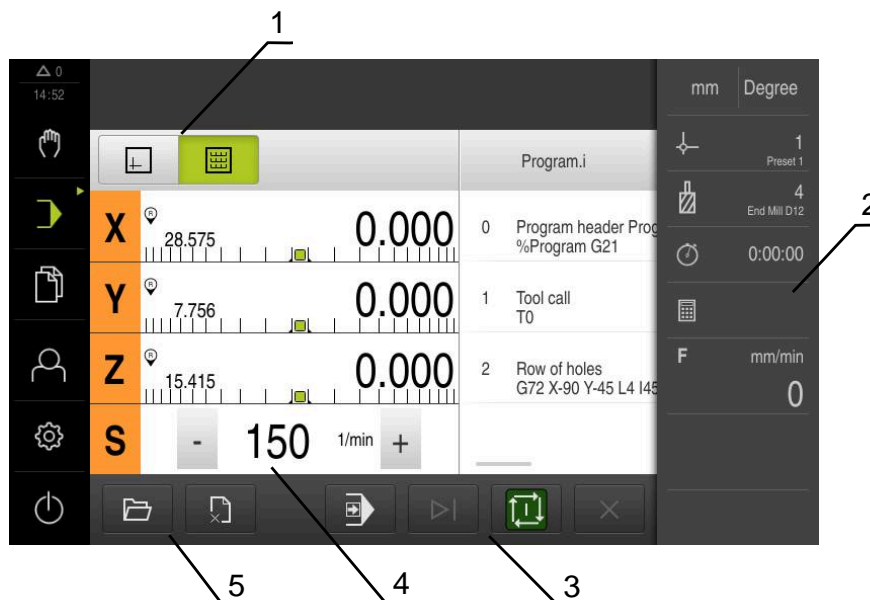 1
0
14:52
mm Degree
1
Preset 1
4
End Mill D12
2
0:00:00
F mm/min
0
Program.i
X R 28.575 0.000
Y R 7.756 0.000
Z R 15.415 0.000
S - 150 1/min +
0 Program header Prog
%Program G21
1 Tool call
T0
2 Row of holes
G72 X-90 Y-45 L4 I45
5
4
3